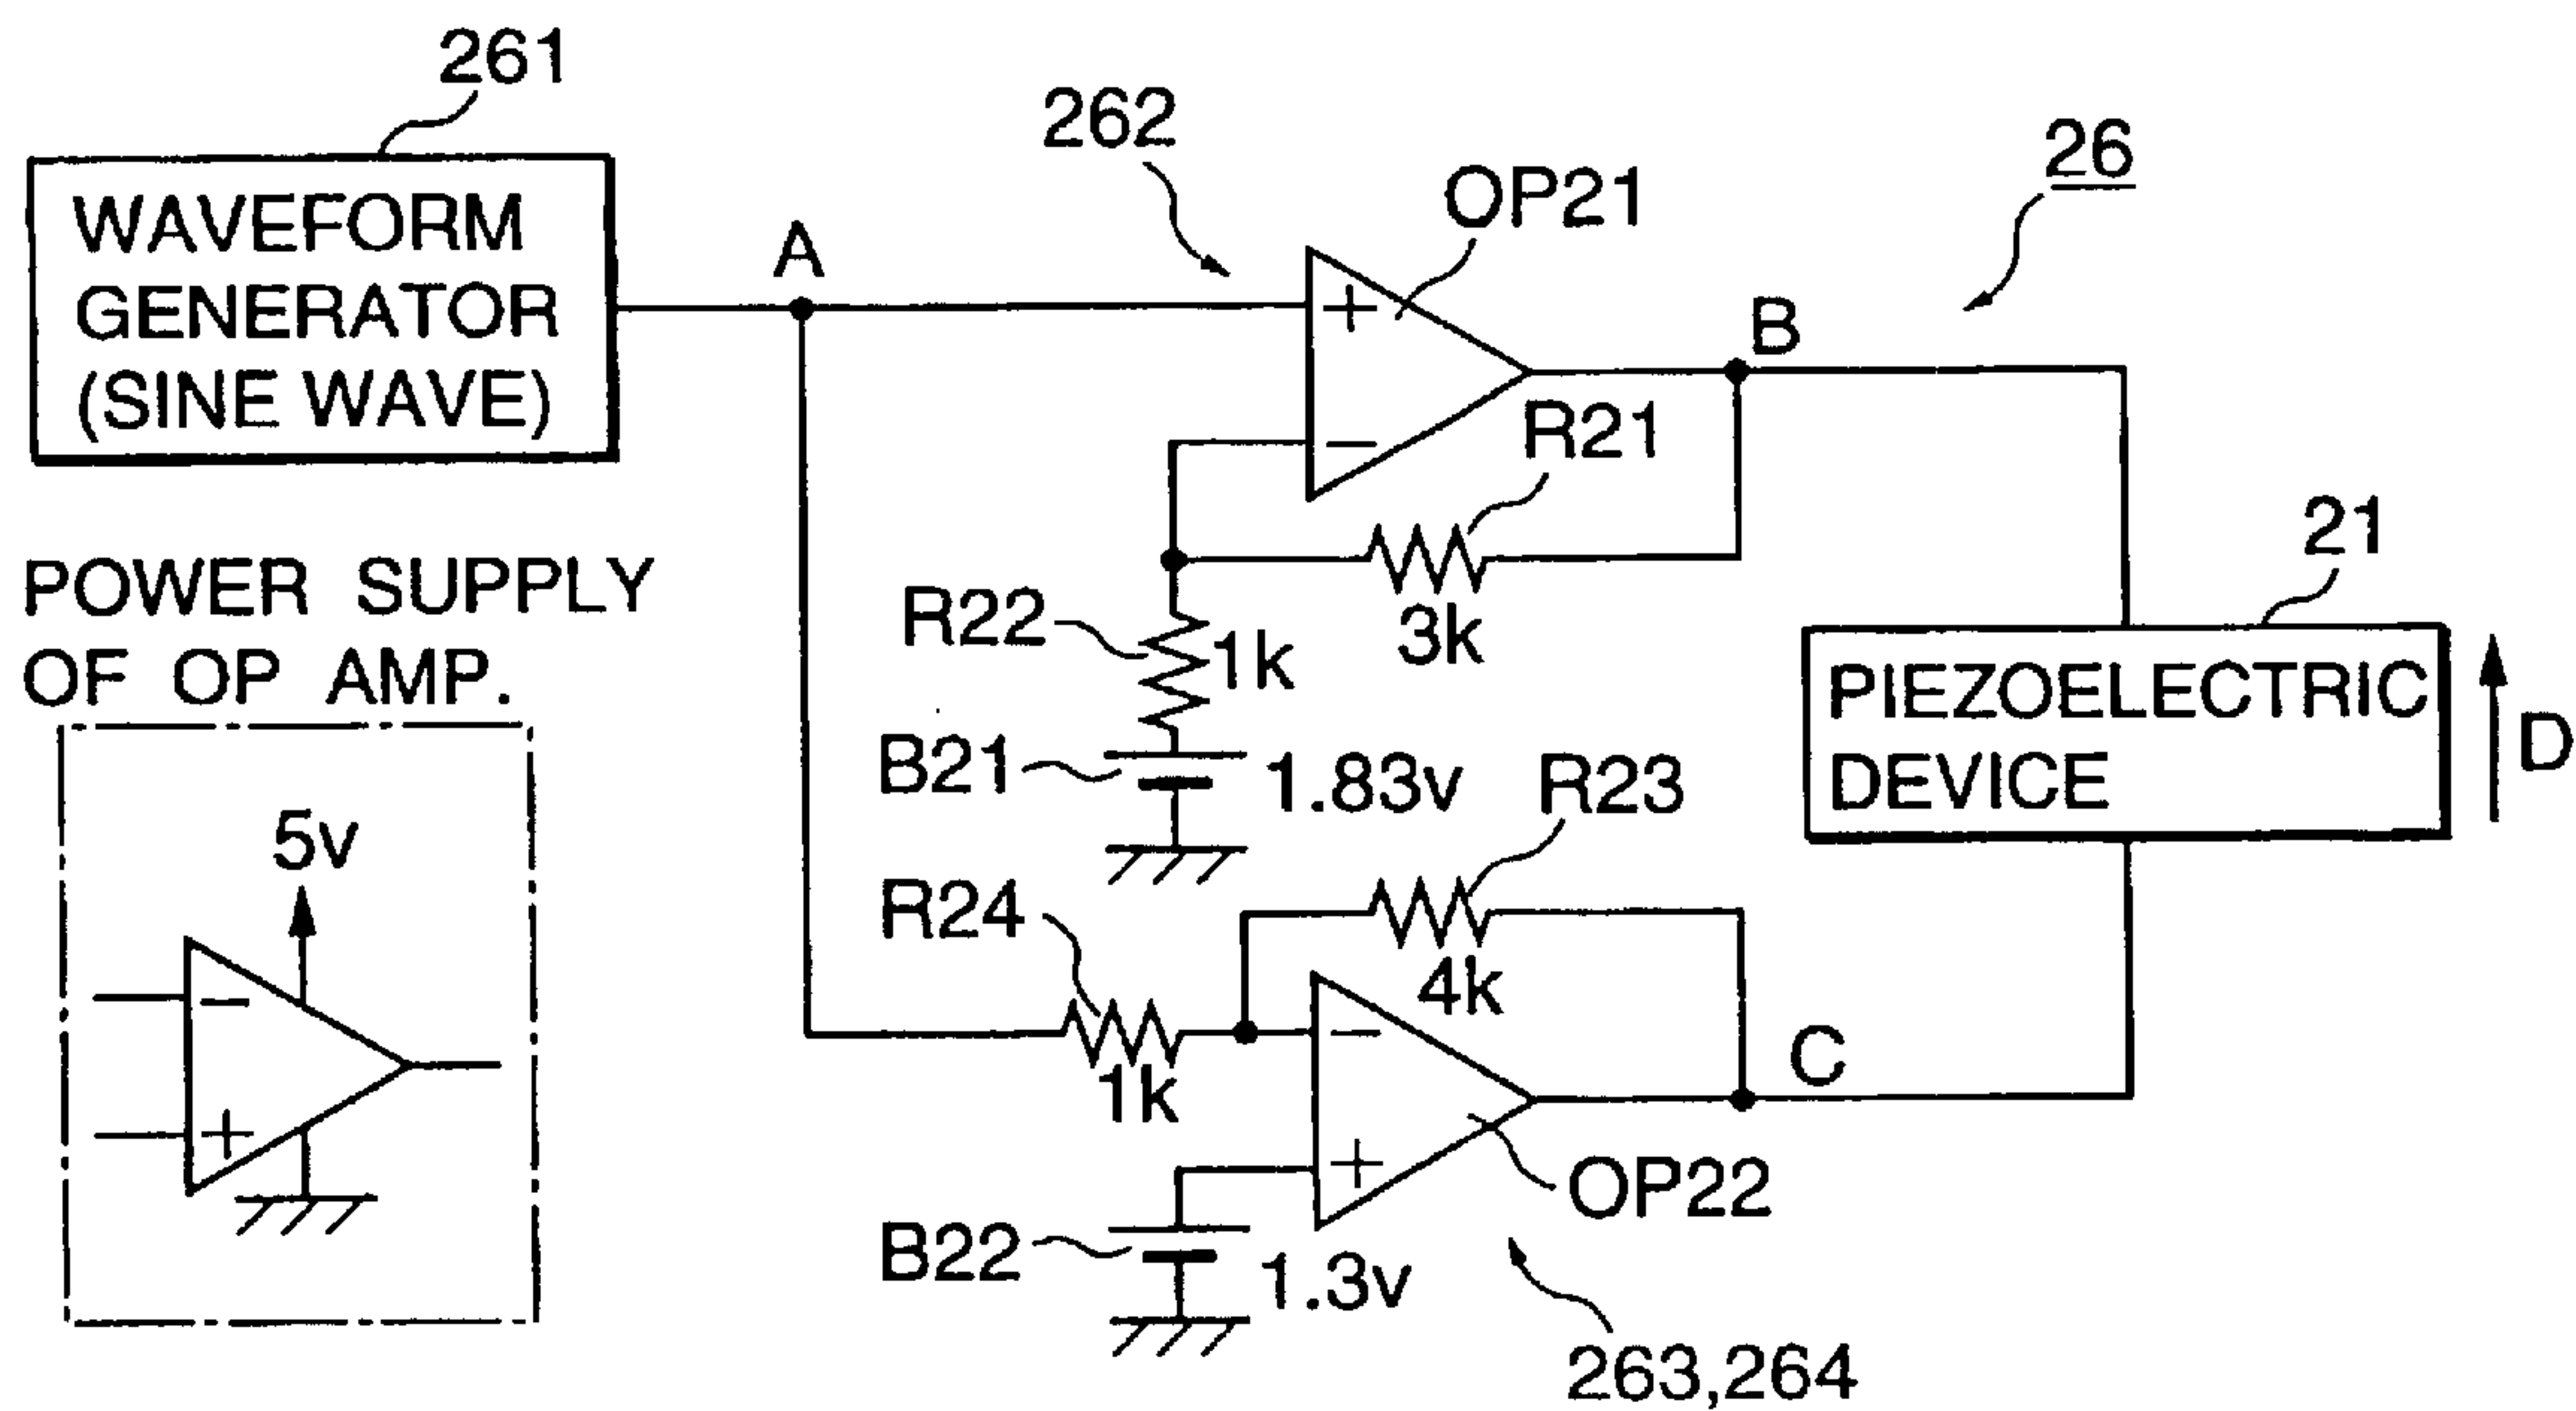 261
WAVEFORM
GENERATOR
(SINE WAVE)
A
262
OP21
26
B
+
−
R21
3k
R22
1k
B21
1.83v
21
PIEZOELECTRIC
DEVICE
D
POWER SUPPLY
OF OP AMP.
5v
−
+
R24
1k
R23
4k
−
+
C
OP22
B22
1.3v
263,264